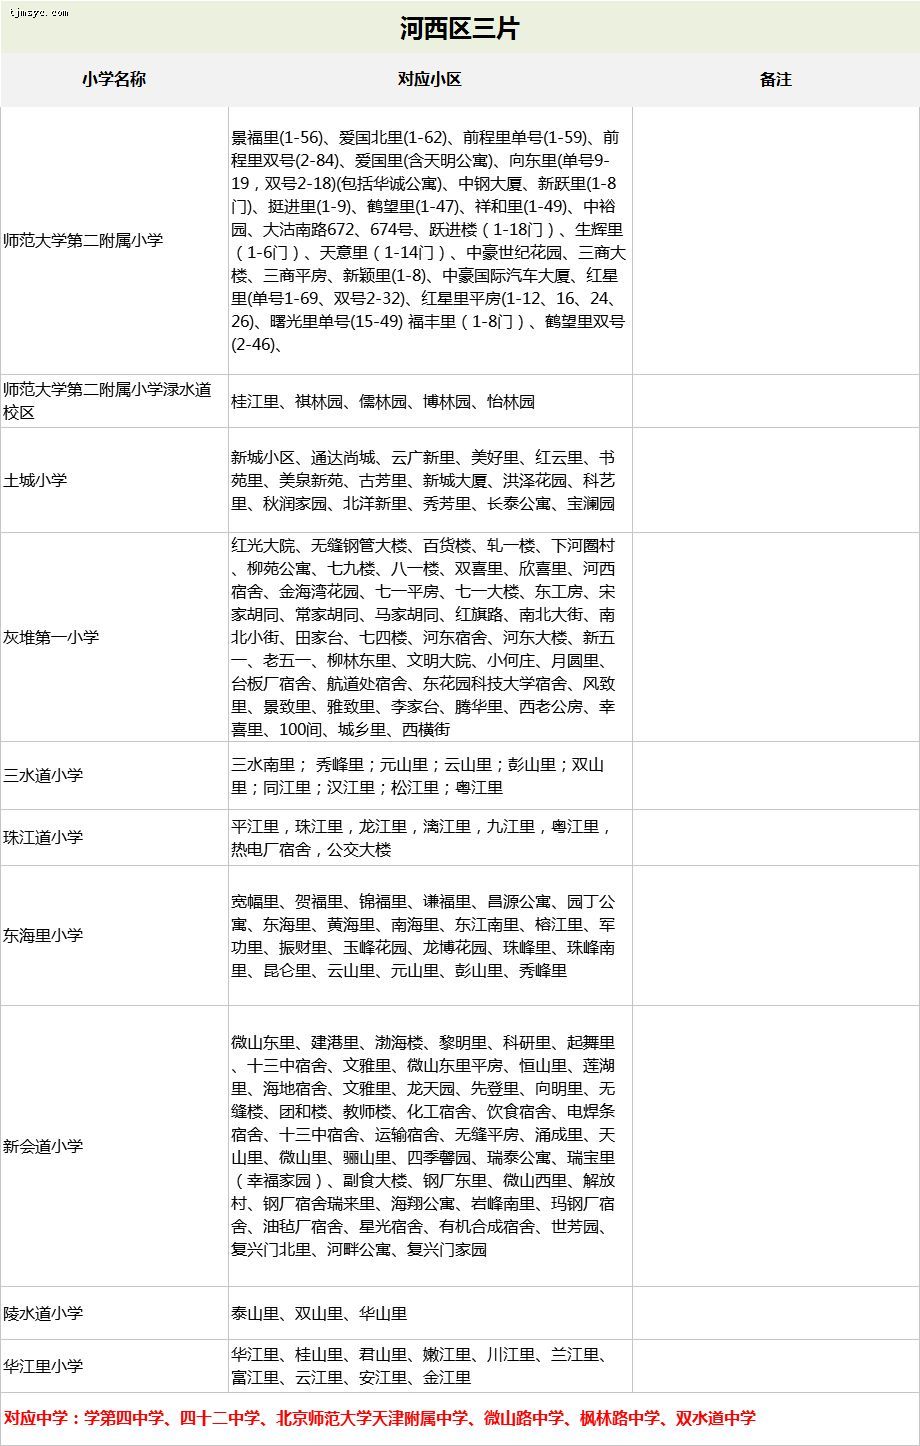 tjmsyc.com
河西区三片
小学名称
对应小区
备注
师范大学第二附属小学
景福里(1-56)、爱国北里(1-62)、前程里单号(1-59)、前
程里双号(2-84)、爱国里(含天明公寓)、向东里(单号9-
19，双号2-18)(包括华诚公寓)、中钢大厦、新跃里(1-8
门)、挺进里(1-9)、鹤望里(1-47)、祥和里(1-49)、中裕
园、大沽南路672、674号、跃进楼（1-18门）、生辉里
（1-6门）、天意里（1-14门）、中豪世纪花园、三商大
楼、三商平房、新颖里(1-8)、中豪国际汽车大厦、红星
里(单号1-69、双号2-32)、红星里平房(1-12、16、24、
26)、曙光里单号(15-49) 福丰里（1-8门）、鹤望里双号
(2-46)、
师范大学第二附属小学渌水道
校区
桂江里、祺林园、儒林园、博林园、怡林园
土城小学
新城小区、通达尚城、云广新里、美好里、红云里、书
苑里、美泉新苑、古芳里、新城大厦、洪泽花园、科艺
里、秋润家园、北洋新里、秀芳里、长泰公寓、宝澜园
灰堆第一小学
红光大院、无缝钢管大楼、百货楼、轧一楼、下河圈村
、柳苑公寓、七九楼、八一楼、双喜里、欣喜里、河西
宿舍、金海湾花园、七一平房、七一大楼、东工房、宋
家胡同、常家胡同、马家胡同、红旗路、南北大街、南
北小街、田家台、七四楼、河东宿舍、河东大楼、新五
一、老五一、柳林东里、文明大院、小何庄、月圆里、
台板厂宿舍、航道处宿舍、东花园科技大学宿舍、风致
里、景致里、雅致里、李家台、腾华里、西老公房、幸
喜里、100间、城乡里、西横街
三水道小学
三水南里； 秀峰里；元山里；云山里；彭山里；双山
里；同江里；汉江里；松江里；粤江里
珠江道小学
平江里，珠江里，龙江里，漓江里，九江里，粤江里，
热电厂宿舍，公交大楼
东海里小学
宽幅里、贺福里、锦福里、谦福里、昌源公寓、园丁公
寓、东海里、黄海里、南海里、东江南里、榕江里、军
功里、振财里、玉峰花园、龙博花园、珠峰里、珠峰南
里、昆仑里、云山里、元山里、彭山里、秀峰里
新会道小学
微山东里、建港里、渤海楼、黎明里、科研里、起舞里
、十三中宿舍、文雅里、微山东里平房、恒山里、莲湖
里、海地宿舍、文雅里、龙天园、先登里、向明里、无
缝楼、团和楼、教师楼、化工宿舍、饮食宿舍、电焊条
宿舍、十三中宿舍、运输宿舍、无缝平房、涌成里、天
山里、微山里、骊山里、四季馨园、瑞泰公寓、瑞宝里
（幸福家园）、副食大楼、钢厂东里、微山西里、解放
村、钢厂宿舍瑞来里、海翔公寓、岩峰南里、玛钢厂宿
舍、油毡厂宿舍、星光宿舍、有机合成宿舍、世芳园、
复兴门北里、河畔公寓、复兴门家园
陵水道小学
泰山里、双山里、华山里
华江里小学
华江里、桂山里、君山里、嫩江里、川江里、兰江里、
富江里、云江里、安江里、金江里
对应中学：学第四中学、四十二中学、北京师范大学天津附属中学、微山路中学、枫林路中学、双水道中学